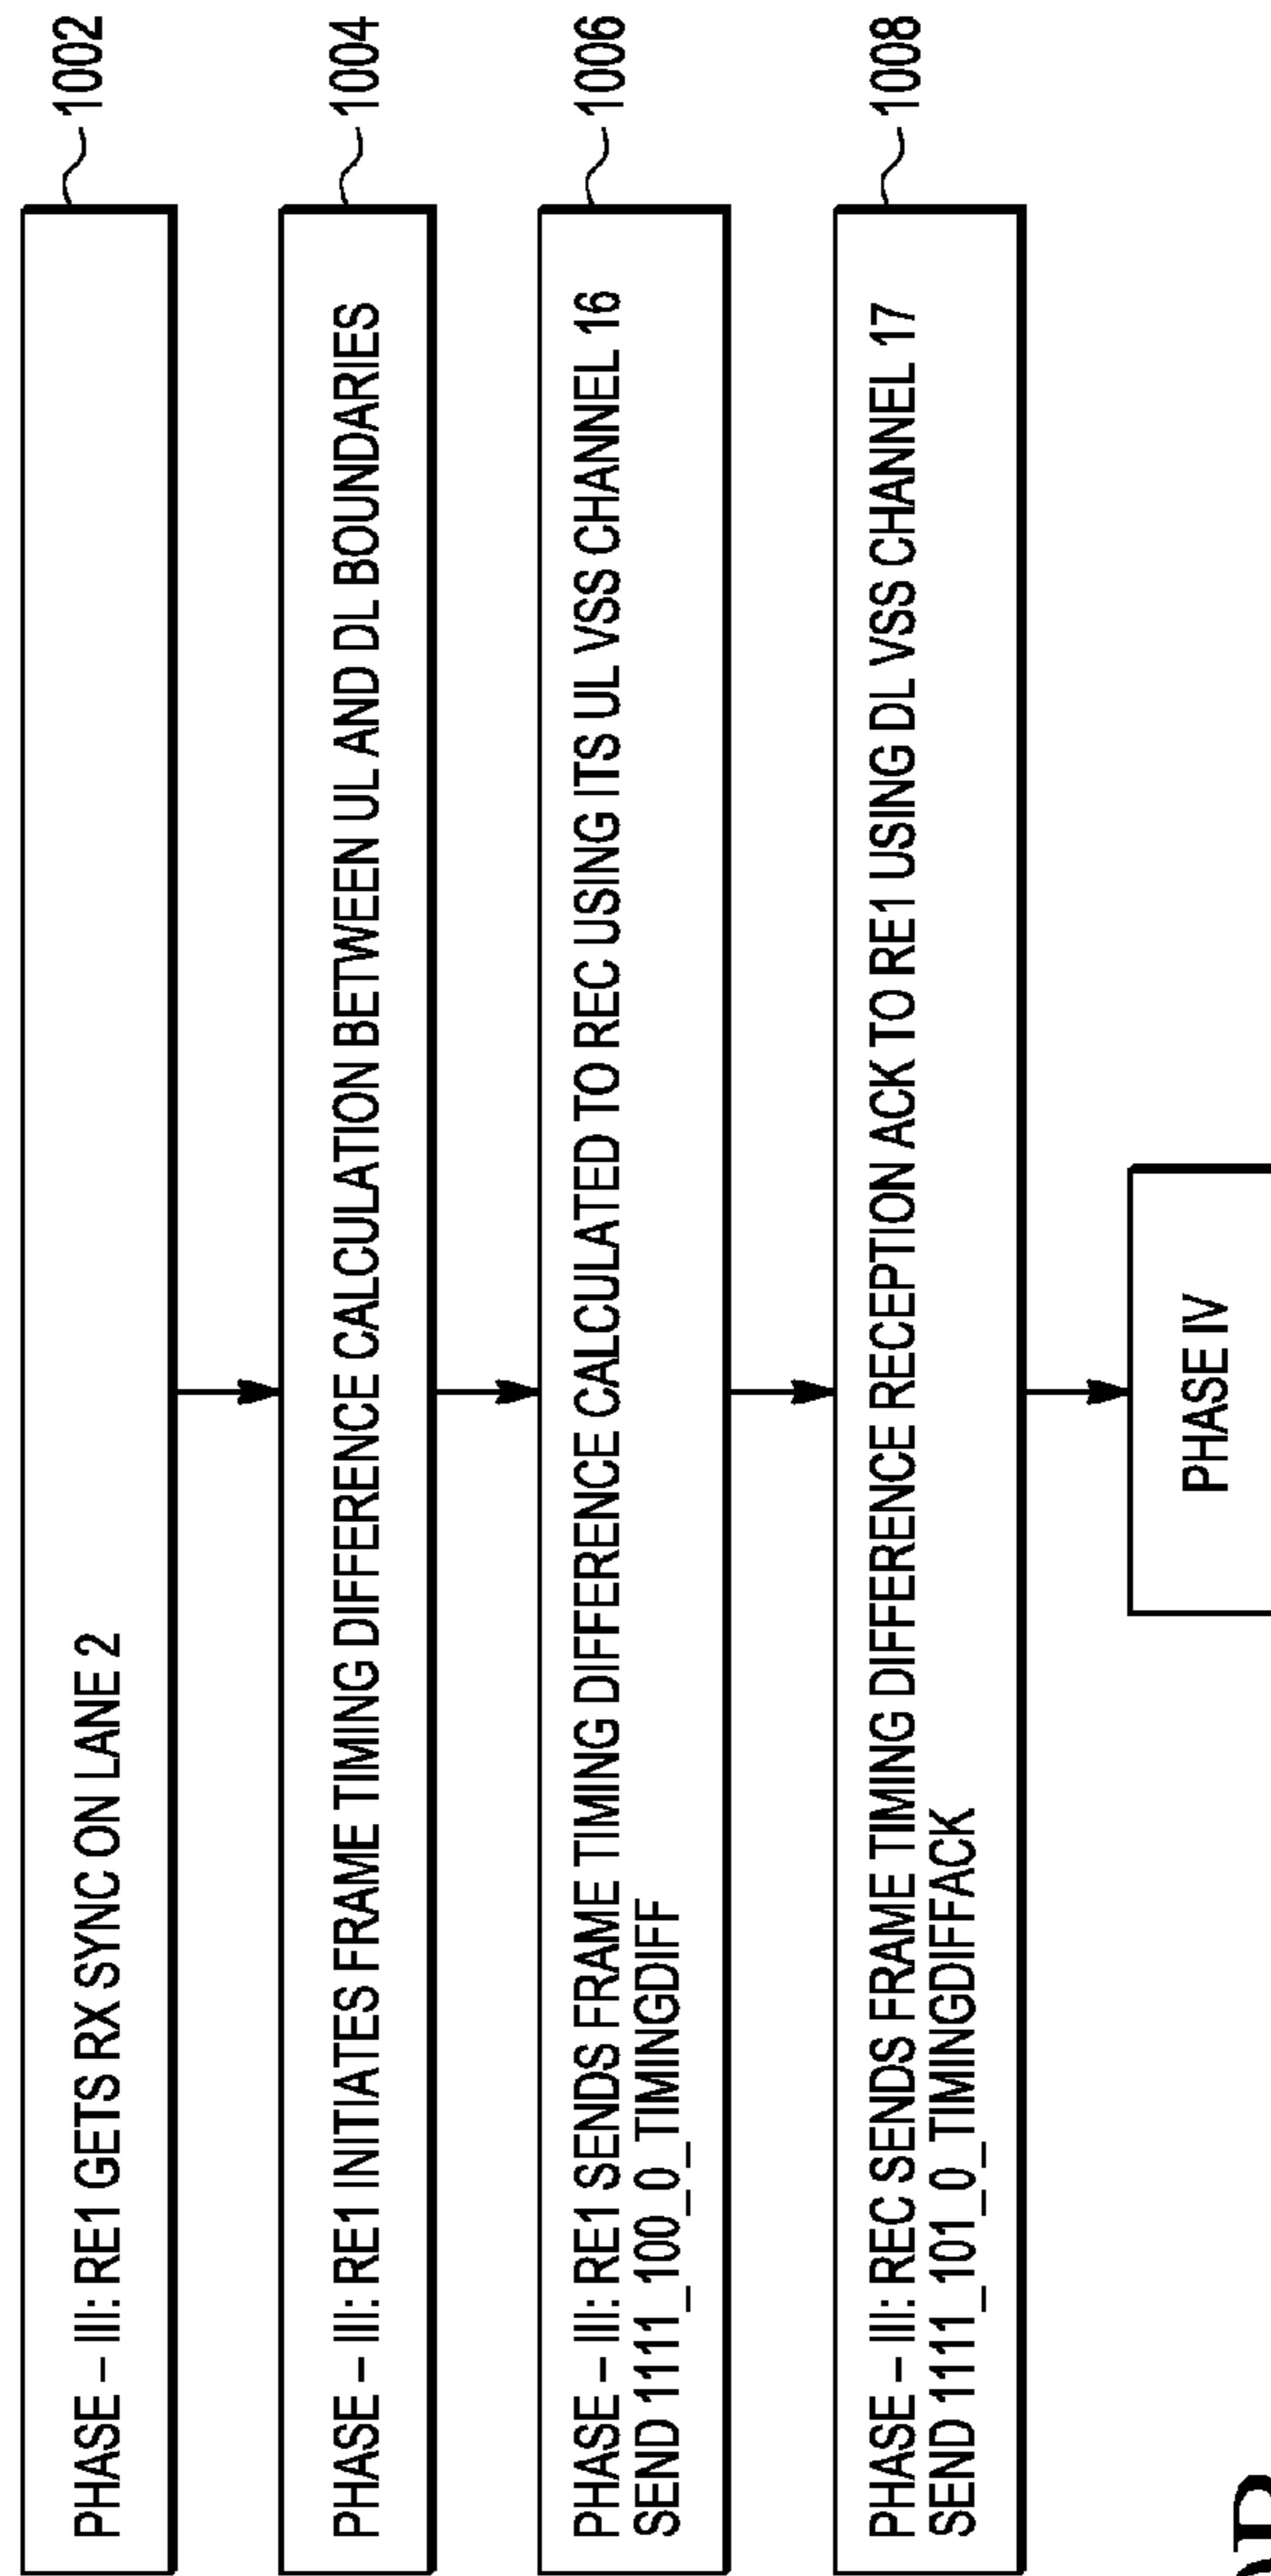 PHASE – III: RE1 GETS RX SYNC ON LANE 2
1002
PHASE – III: RE1 INITIATES FRAME TIMING DIFFERENCE CALCULATION BETWEEN UL AND DL BOUNDARIES
1004
PHASE – III: RE1 SENDS FRAME TIMING DIFFERENCE CALCULATED TO REC USING ITS UL VSS CHANNEL 16
SEND 1111_100_0_TIMINGDIFF
1006
PHASE – III: REC SENDS FRAME TIMING DIFFERENCE RECEPTION ACK TO RE1 USING DL VSS CHANNEL 17
SEND 1111_101_0_TIMINGDIFFACK
1008
PHASE IV